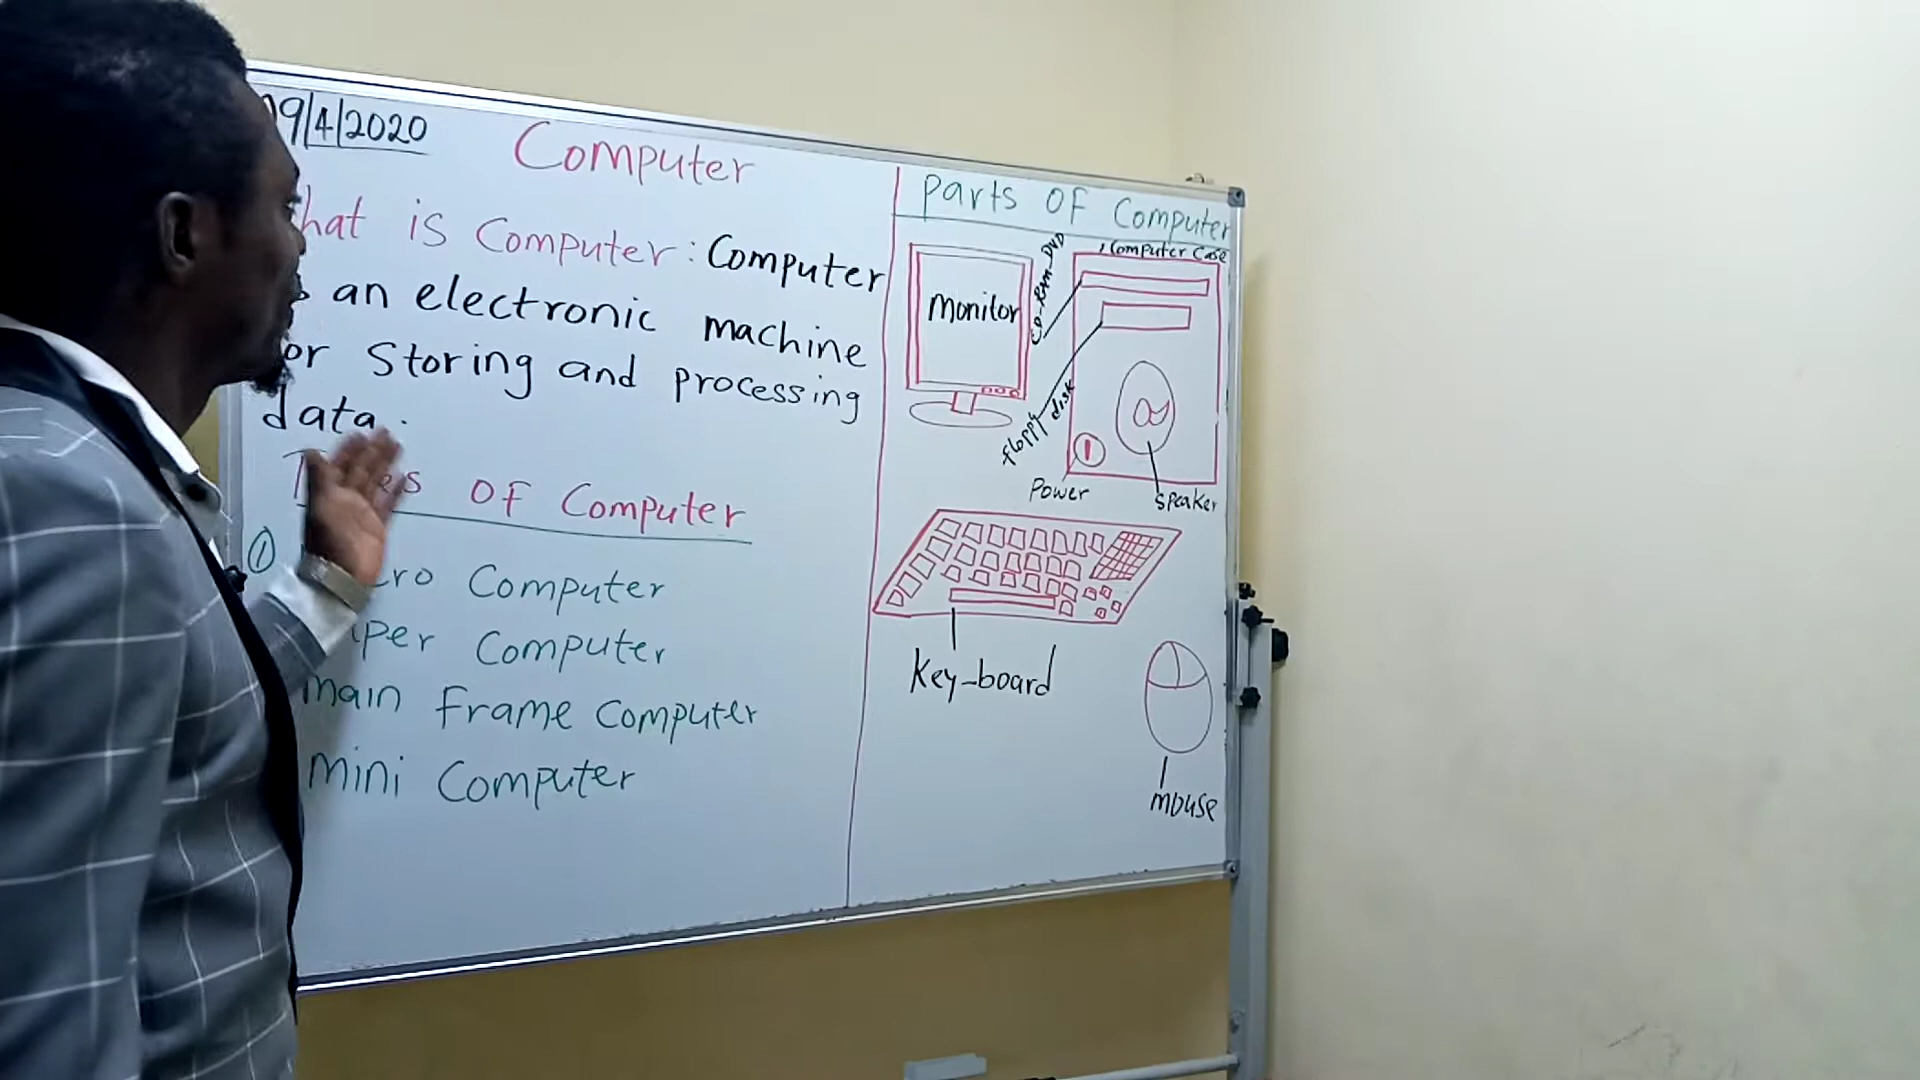 9/4/2020
Computer
hat is Computer: Computer
an electronic machine
or Storing and processing
data.
OF Computer
① Computer
Computer
main Frame Computer
mini Computer
parts OF Computer
Computer Case
monitor
Floppy disk
Power
Speaker
Key-board
mouse